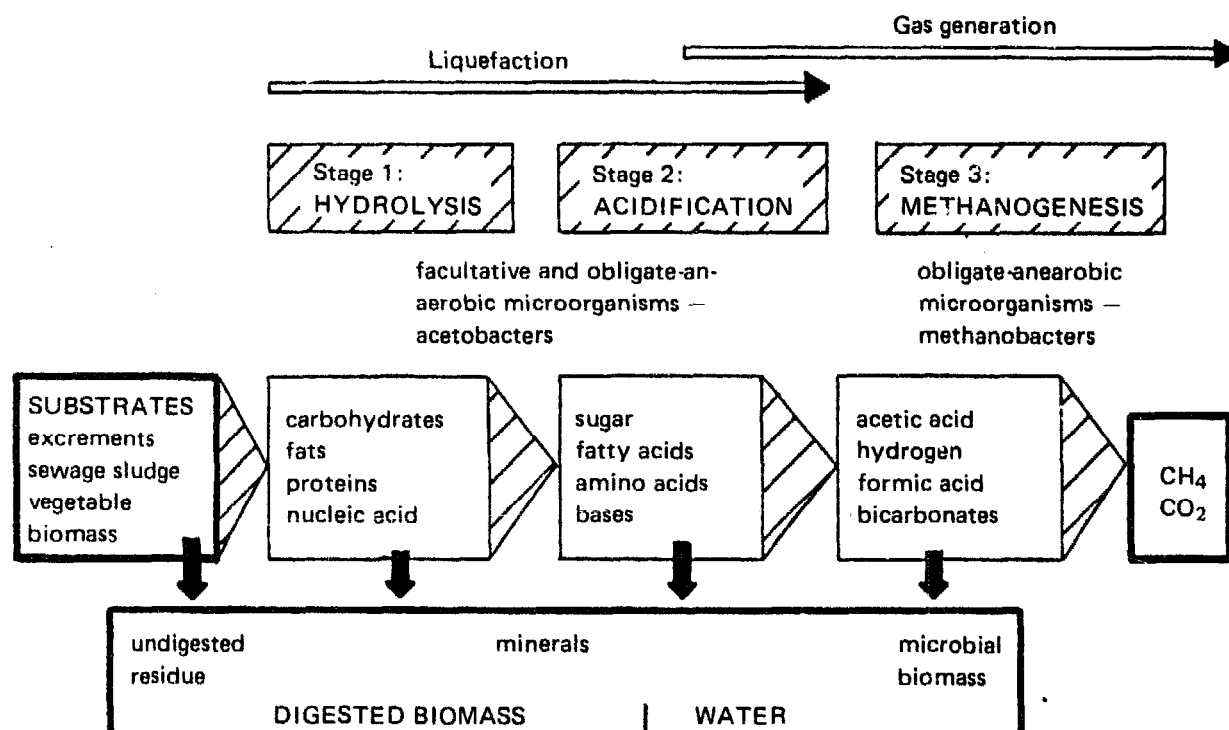 Gas generation
Liquefaction
Stage 1:
HYDROLYSIS
Stage 2:
ACIDIFICATION
Stage 3:
METHANOGENESIS
facultative and obligate-an-
aerobic microorganisms —
acetobacters
obligate-anearobic
microorganisms —
methanobacters
SUBSTRATES
excrements
sewage sludge
vegetable
biomass
carbohydrates
fats
proteins
nucleic acid
sugar
fatty acids
amino acids
bases
acetic acid
hydrogen
formic acid
bicarbonates
CH4
CO2
undigested
residue
minerals
microbial
biomass
DIGESTED BIOMASS | WATER